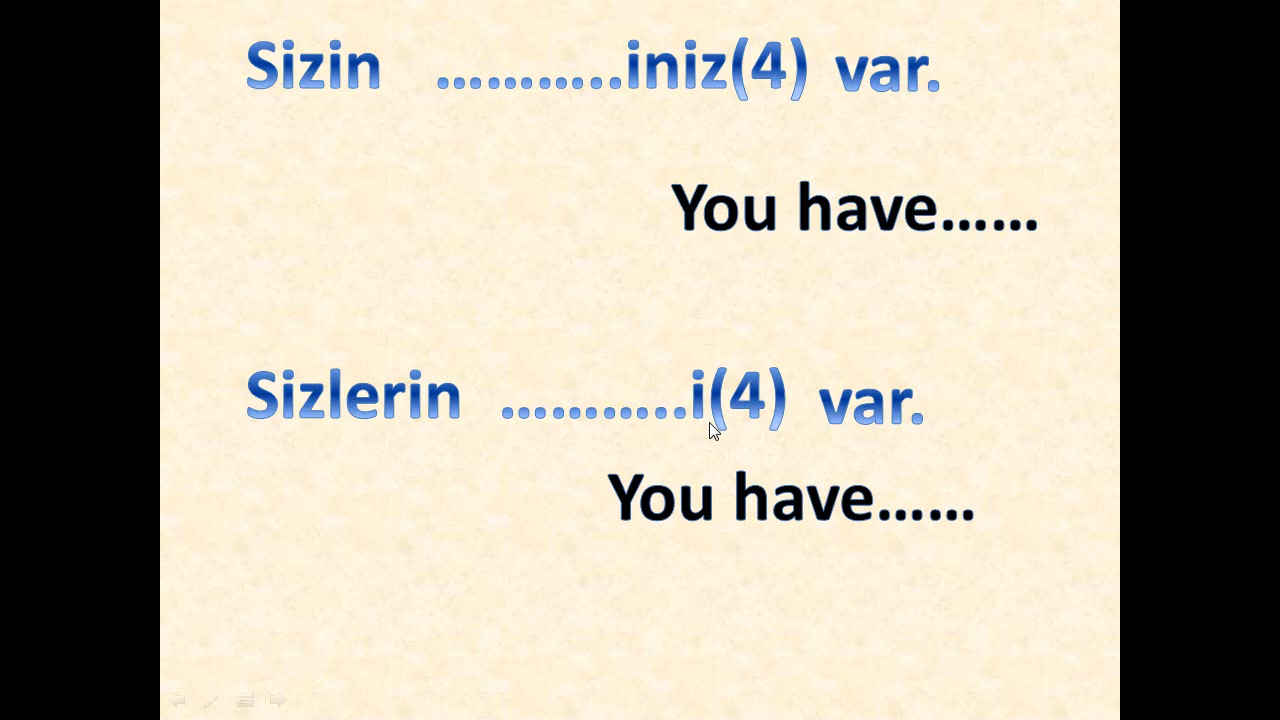 Sizin ………..iniz(4) var.
You have……
Sizlerin ………..i(4) var.
You have……